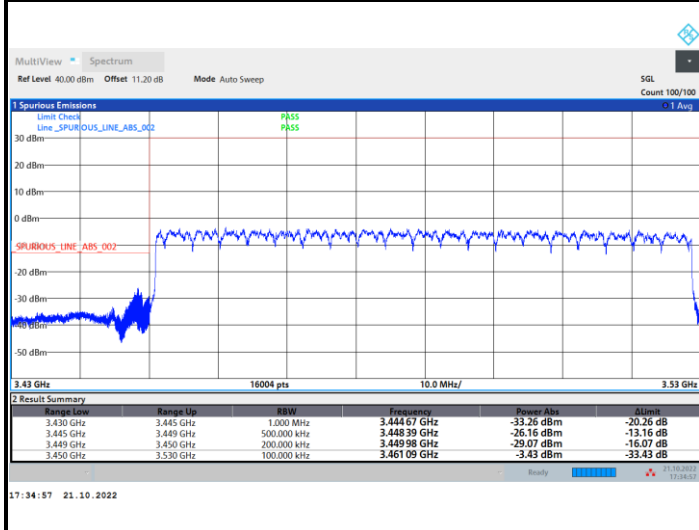 MultiView Spectrum
Ref Level 40.00 dBm Offset 11.20 dB Mode Auto Sweep SGL
Count 100/100
1 Spurious Emissions 1 Avg
Limit Check PASS
Line _SPURIOUS_LINE_ABS_002 PASS
30 dBm
20 dBm
10 dBm
0 dBm
_SPURIOUS_LINE_ABS_002
-20 dBm
-30 dBm
-40 dBm
-50 dBm
3.43 GHz 16004 pts 10.0 MHz/ 3.53 GHz
2 Result Summary
Range Low Range Up RBW Frequency Power Abs ΔLimit
3.430 GHz 3.445 GHz 1.000 MHz 3.444 67 GHz -33.26 dBm -20.26 dB
3.445 GHz 3.449 GHz 500.000 kHz 3.448 39 GHz -26.16 dBm -13.16 dB
3.449 GHz 3.450 GHz 200.000 kHz 3.449 98 GHz -29.07 dBm -16.07 dB
3.450 GHz 3.530 GHz 100.000 kHz 3.461 09 GHz -3.43 dBm -33.43 dB
Ready 21.10.2022
17:34:57
17:34:57 21.10.2022